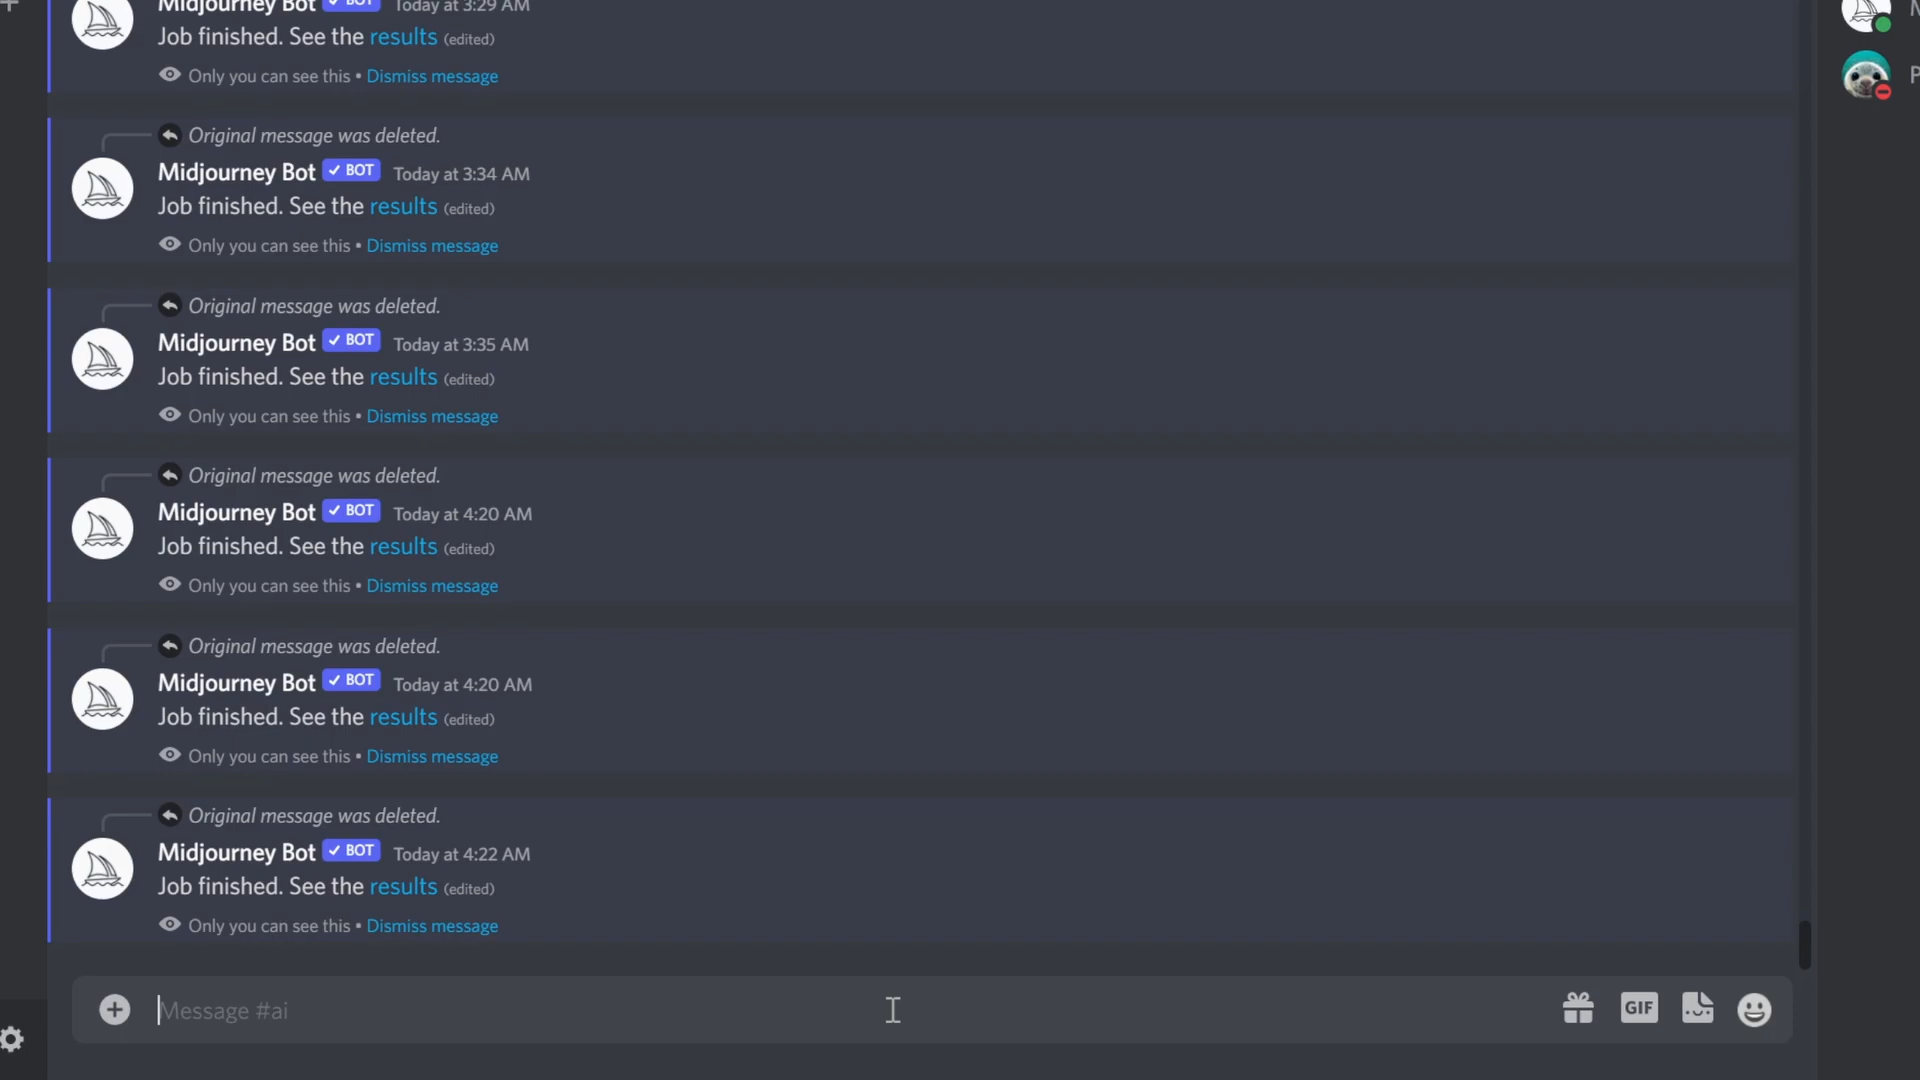 Midjourney Bot ✓ BOT Today at 3:29 AM
Job finished. See the results (edited)
Only you can see this • Dismiss message
Original message was deleted.
Midjourney Bot ✓ BOT Today at 3:34 AM
Job finished. See the results (edited)
Only you can see this • Dismiss message
Original message was deleted.
Midjourney Bot ✓ BOT Today at 3:35 AM
Job finished. See the results (edited)
Only you can see this • Dismiss message
Original message was deleted.
Midjourney Bot ✓ BOT Today at 4:20 AM
Job finished. See the results (edited)
Only you can see this • Dismiss message
Original message was deleted.
Midjourney Bot ✓ BOT Today at 4:20 AM
Job finished. See the results (edited)
Only you can see this • Dismiss message
Original message was deleted.
Midjourney Bot ✓ BOT Today at 4:22 AM
Job finished. See the results (edited)
Only you can see this • Dismiss message
Message #ai
GIF